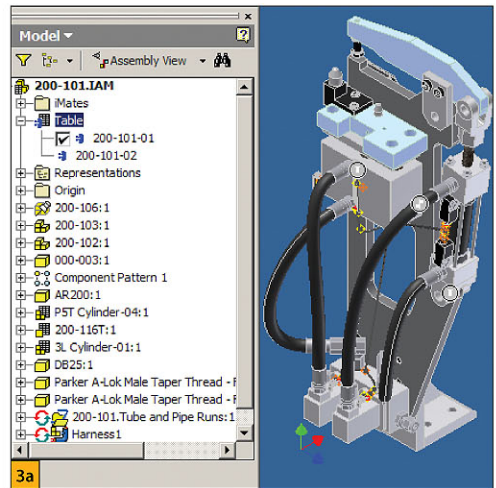 Model
Assembly View
200-101.IAM
iMates
Table
200-101-01
200-101-02
Representations
Origin
200-106:1
200-103:1
200-102:1
000-003:1
Component Pattern 1
AR200:1
PST Cylinder-04:1
200-116T:1
3L Cylinder-01:1
DB25:1
Parker A-Lok Male Taper Thread - F
Parker A-Lok Male Taper Thread - F
200-101.Tube and Pipe Runs:1
Harness1
3a